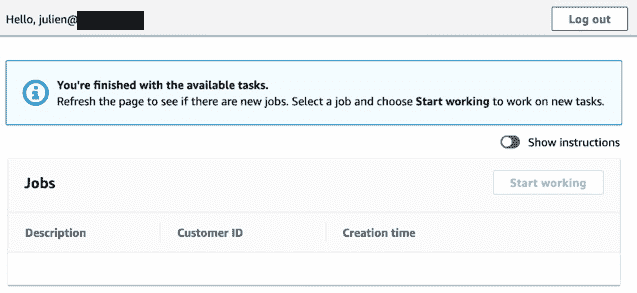 Hello, julien@
Log out
You're finished with the available tasks.
Refresh the page to see if there are new jobs. Select a job and choose Start working to work on new tasks.
Show instructions
Jobs
Start working
Description Customer ID Creation time